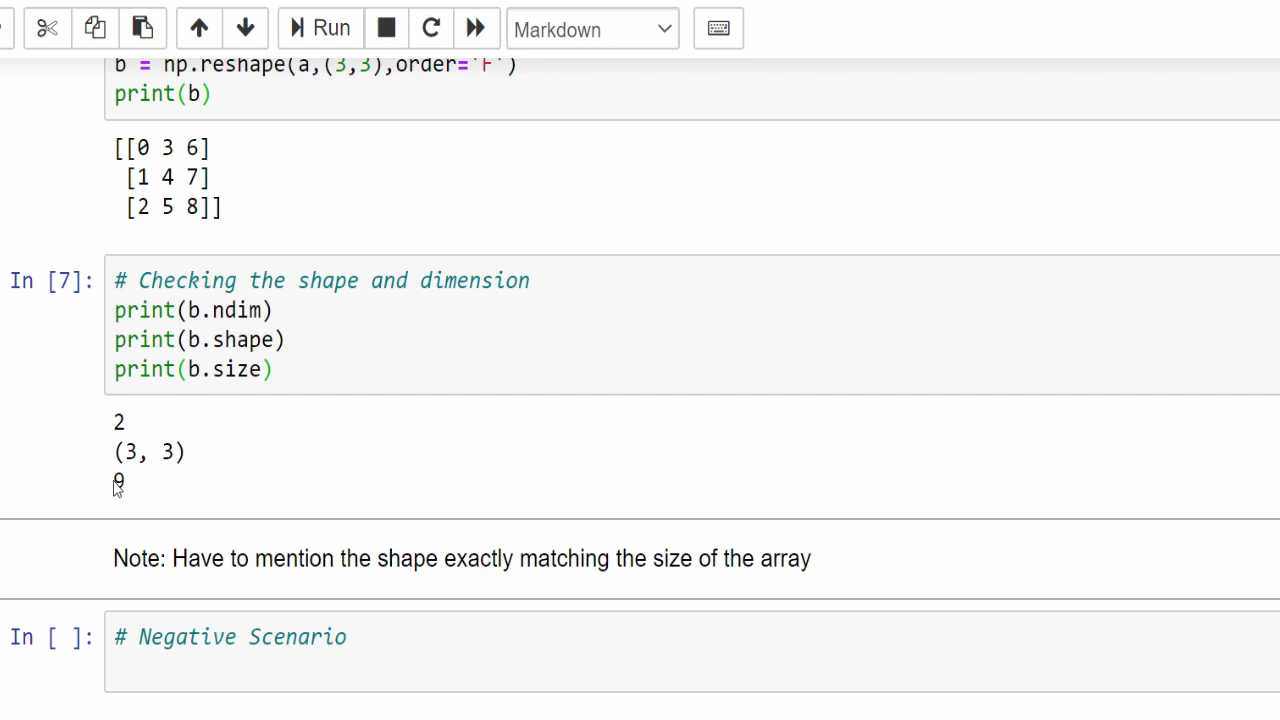 Run
Markdown
b = np.reshape(a,(3,3),order='F')
print(b)
[[0 3 6]
[1 4 7]
[2 5 8]]
In [7]:
# Checking the shape and dimension
print(b.ndim)
print(b.shape)
print(b.size)
2
(3, 3)
9
Note: Have to mention the shape exactly matching the size of the array
In [ ]:
# Negative Scenario